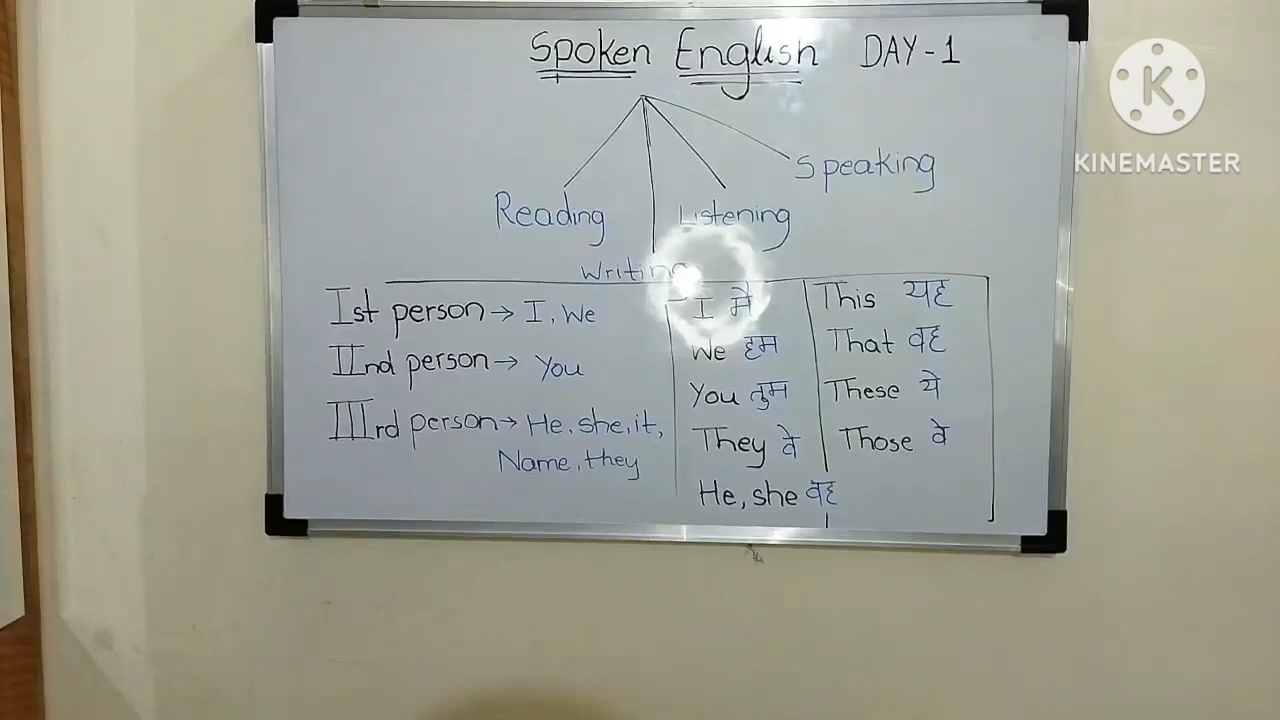 Spoken English DAY-1
K
KINEMASTER
Speaking
Reading
Listening
Writing
Ist person → I, We
IInd person → You
IIIrd person → He, she, it,
Name, they
I मै
We हम
You तुम
They वे
He, she वह
This यह
That वह
These ये
Those वे